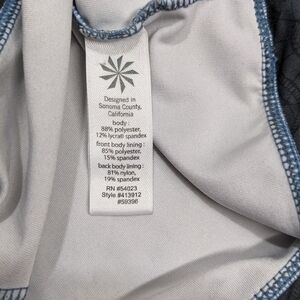 Designed in
Sonoma County,
California
body:
88% polyester,
12% lycra® spandex
front body lining:
85% polyester,
15% spandex
back body lining:
81% nylon,
19% spandex
RN #54023
Style #413912
#59396